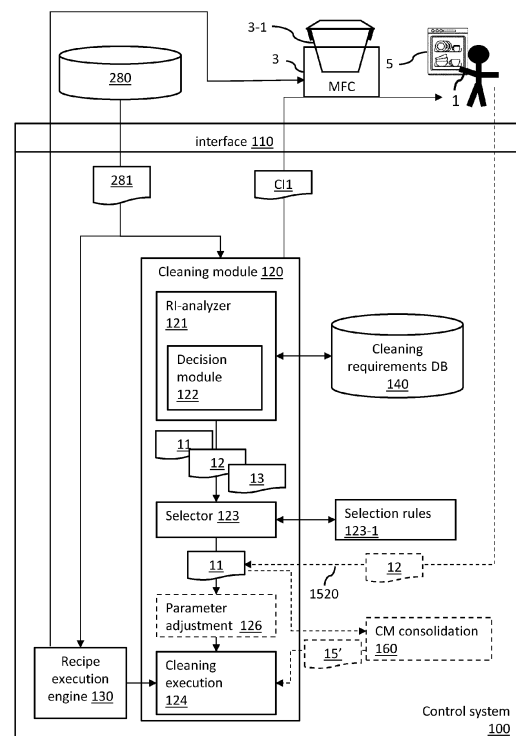 3-1
3
MFC
5
1
280
interface 110
281
CI1
Cleaning module 120
RI-analyzer
121
Decision
module
122
Cleaning
requirements DB
140
11
12
13
Selector 123
Selection rules
123-1
11
12
1520
Parameter
adjustment 126
CM consolidation
160
15'
Recipe
execution
engine 130
Cleaning
execution
124
Control system
100